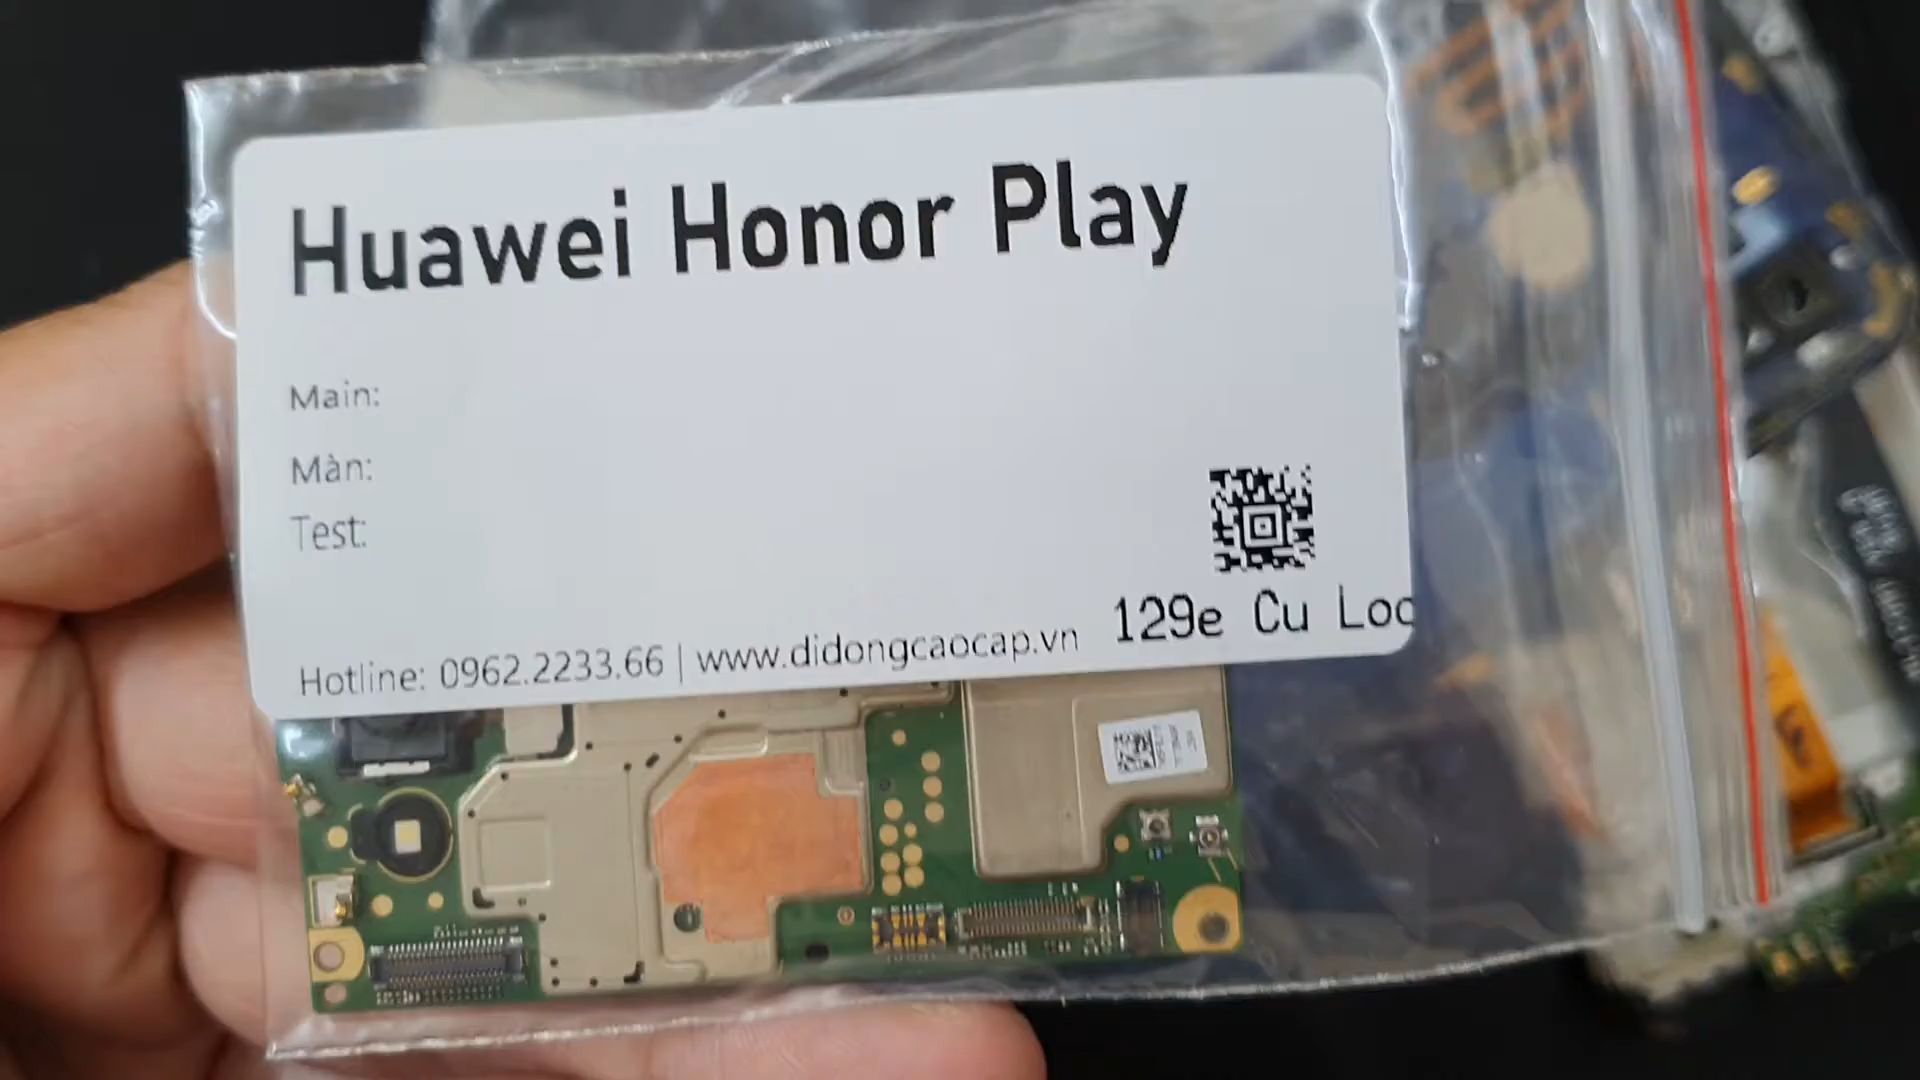 Huawei Honor Play
Main:
Màn:
Test:
129e Cu Loc
Hotline: 0962.2233.66 | www.didongcaocap.vn